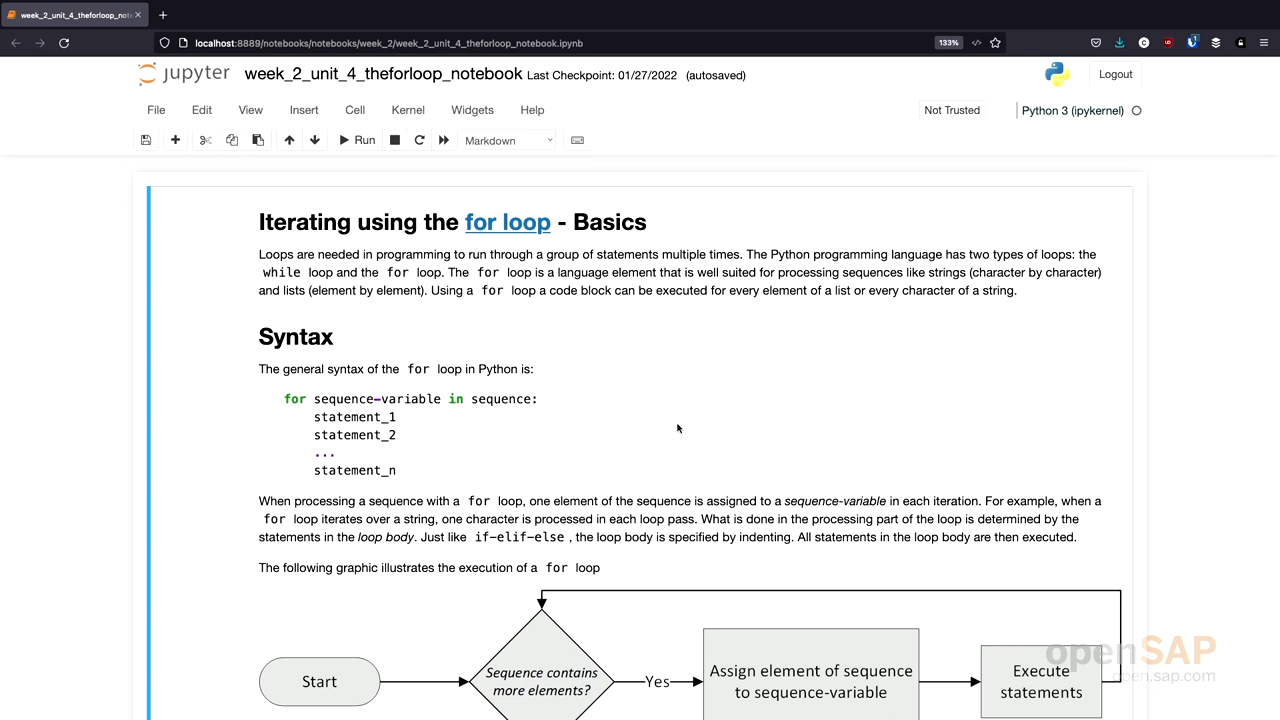 week_2_unit_4_theforloop_not
localhost:8889/notebooks/notebooks/week_2/week_2_unit_4_theforloop_notebook.ipynb
133%
jupyter week_2_unit_4_theforloop_notebook Last Checkpoint: 01/27/2022 (autosaved)
Logout
File Edit View Insert Cell Kernel Widgets Help
Not Trusted Python 3 (ipykernel)
Run Markdown
Iterating using the for loop - Basics
Loops are needed in programming to run through a group of statements multiple times. The Python programming language has two types of loops: the
while loop and the for loop. The for loop is a language element that is well suited for processing sequences like strings (character by character)
and lists (element by element). Using a for loop a code block can be executed for every element of a list or every character of a string.
Syntax
The general syntax of the for loop in Python is:
for sequence-variable in sequence:
statement_1
statement_2
...
statement_n
When processing a sequence with a for loop, one element of the sequence is assigned to a sequence-variable in each iteration. For example, when a
for loop iterates over a string, one character is processed in each loop pass. What is done in the processing part of the loop is determined by the
statements in the loop body. Just like if-elif-else , the loop body is specified by indenting. All statements in the loop body are then executed.
The following graphic illustrates the execution of a for loop
Start
Sequence contains
more elements?
Yes
Assign element of sequence
to sequence-variable
Execute
statements
openSAP
open.sap.com